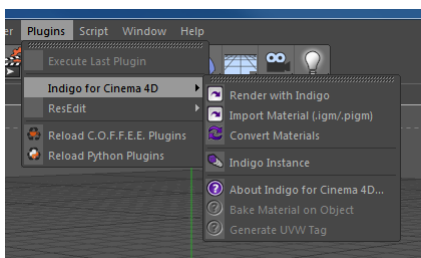 er Plugins Script Window Help
Execute Last Plugin
Indigo for Cinema 4D
ResEdit
Reload C.O.F.F.E.E. Plugins
Reload Python Plugins
Render with Indigo
Import Material (.igm/.pigm)
Convert Materials
Indigo Instance
About Indigo for Cinema 4D...
Bake Material on Object
Generate UVW Tag